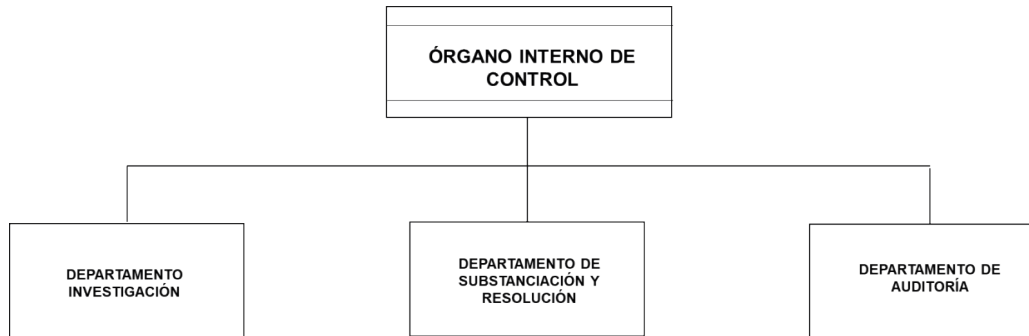 ÓRGANO INTERNO DE
CONTROL
DEPARTAMENTO
INVESTIGACIÓN
DEPARTAMENTO DE
SUBSTANCIACIÓN Y
RESOLUCIÓN
DEPARTAMENTO DE
AUDITORÍA